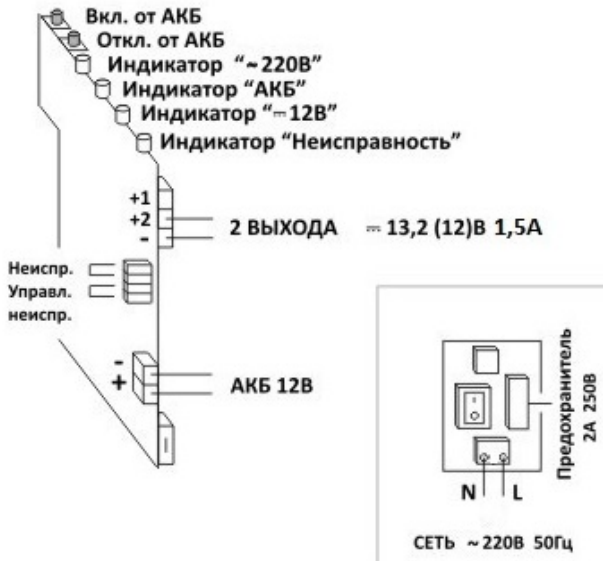 Вкл. от АКБ
Откл. от АКБ
Индикатор “~220В”
Индикатор “АКБ”
Индикатор “⎓12В”
Индикатор “Неисправность”
+1
+2
-
2 ВЫХОДА ⎓ 13,2 (12)В 1,5А
Неиспр.
Управл.
неиспр.
-
+
АКБ 12В
Предохранитель
2А 250В
N L
СЕТЬ ~220В 50Гц